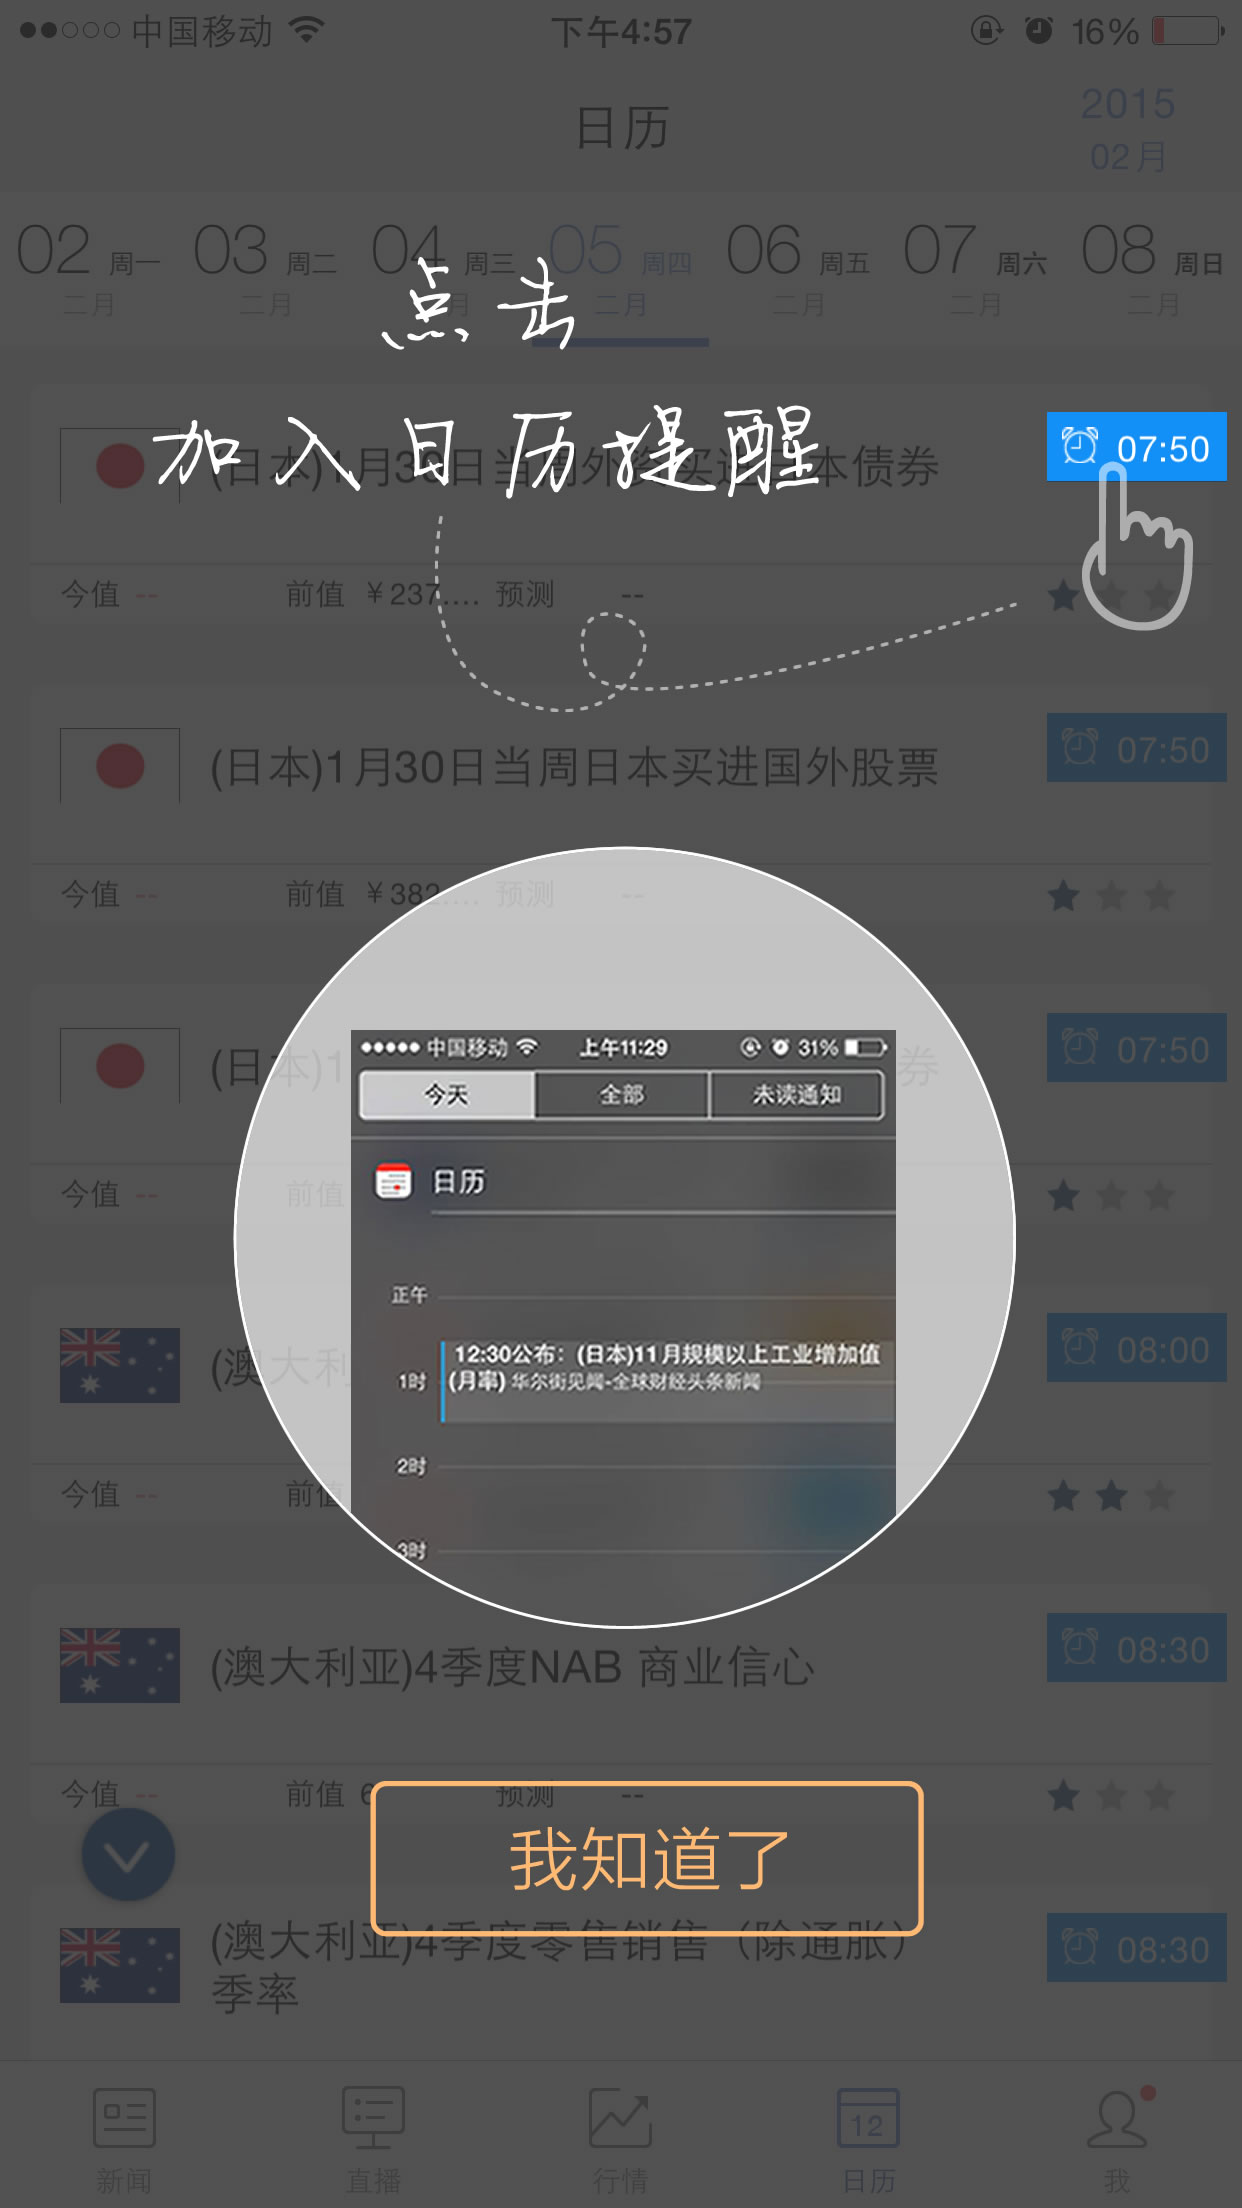 中国移动 下午4:57 16%
日历
2015
02月
02 周一 03 周二 04 周三 05 周四 06 周五 07 周六 08 周日
二月 二月 月 二月 二月 二月 二月
点击
加入日历提醒
(日本)1月30日当 外 买进 本债券
07:50
今值 -- 前值 ¥237.... 预测 --
(日本)1月30日当周日本买进国外股票
07:50
今值 -- 前值 ¥382.... 预测 --
(日本)1 券
07:50
今值 -- 前值
中国移动 上午11:29 31%
今天 全部 未读通知
日历
正午
12:30公布：(日本)11月规模以上工业增加值
1时 (月率) 华尔街见闻-全球财经头条新闻
2时
3时
(澳大利
08:00
今值 -- 前值
(澳大利亚)4季度NAB 商业信心
08:30
今值 -- 前值 6 预测 --
我知道了
(澳大利亚)4季度零售销售（除通胀）
季率
08:30
12
新闻 直播 行情 日历 我